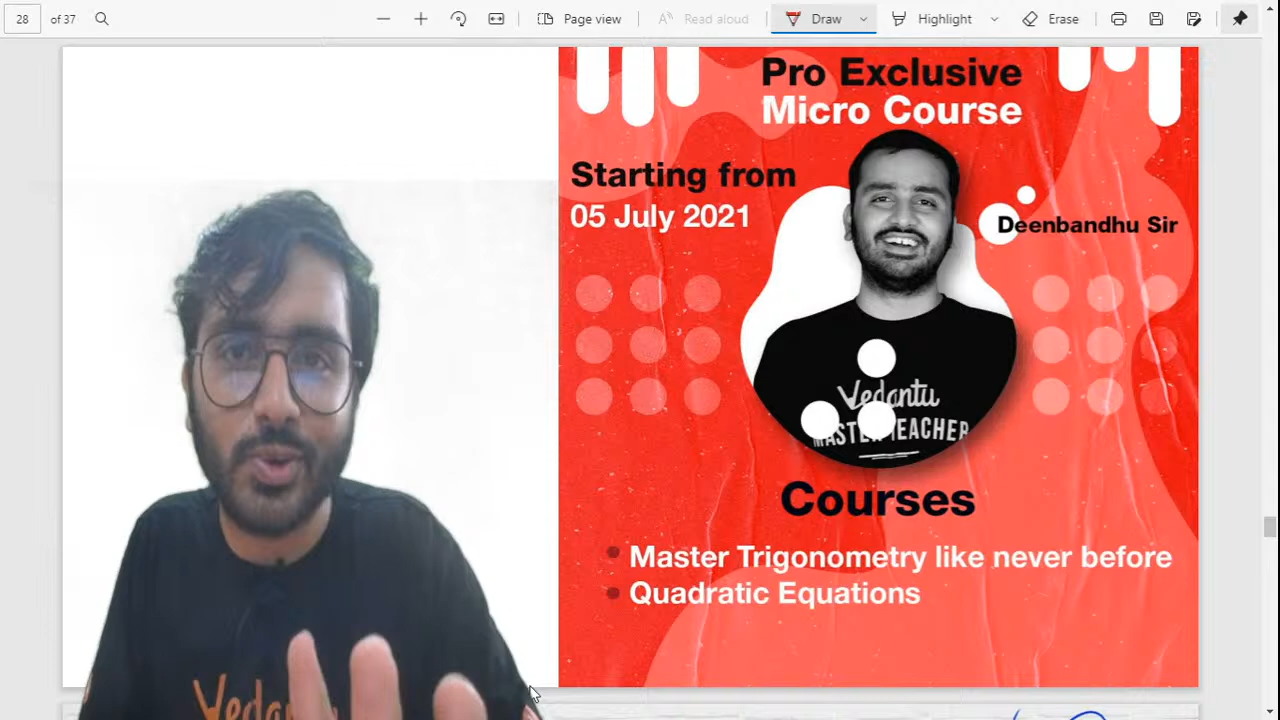 28 of 37
Page view
Read aloud
Draw
Highlight
Erase
Pro Exclusive
Micro Course
Starting from
05 July 2021
Deenbandhu Sir
Vedantu
MASTER TEACHER
Courses
Master Trigonometry like never before
Quadratic Equations